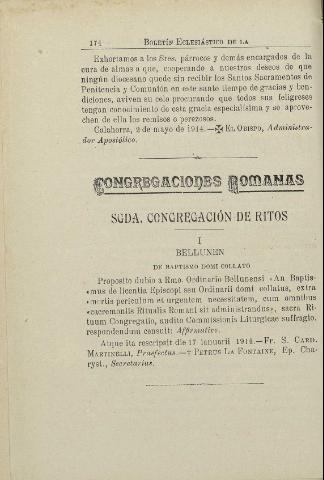 174 BOLETÍN ECLESIÁSTICO DE LA
Exhortamos a los Sres. párrocos y demás encargados de la
cura de almas a que, cooperando a nuestros deseos de que
ningún diocesano quede sin recibir los Santos Sacramentos de
Penitencia y Comunión en este santo tiempo de gracias y ben-
diciones, aviven su celo procurando que todos sus feligreses
tengan conocimiento de esta gracia especialísima y se aprove-
chen de ella los remisos o perezosos.
Calahorra, 2 de mayo de 1914.—✠ EL OBISPO, Administra-
dor Apostólico.
CONGREGACIONES ROMANAS
SGDA. CONGREGACIÓN DE RITOS
I
BELLUNEN
DE BAPTISMO DOMI COLLATO
Proposito dubio a Rmo. Ordinario Bellunensi «An Baptis-
«mus de licentia Episcopi seu Ordinarii domi collatus, extra
«mortis periculum et urgentem necessitatem, cum omnibus
«caeremoniis Ritualis Romani sit administrandus», sacra Ri-
tuum Congregatio, audito Commissionis Liturgicae suffragio,
respondendum censuit: Affirmative.
Atque ita rescripsit die 17 ianuarii 1914.—FR. S. CARD.
MARTINELLI, Praefectus.—† PETRUS LA FONTAINE, Ep. Cha-
ryst., Secretarius.